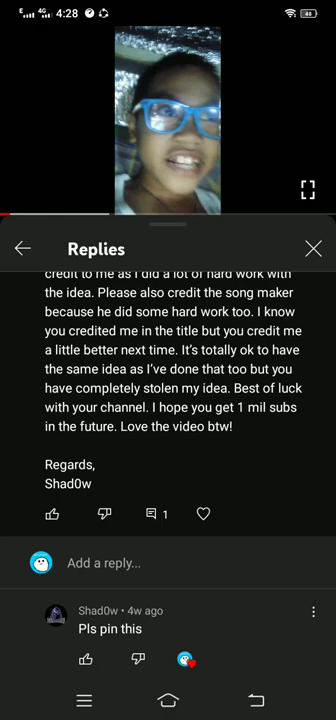 E 4G 4:28 48
Replies
credit to me as I did a lot of hard work with
the idea. Please also credit the song maker
because he did some hard work too. I know
you credited me in the title but you credit me
a little better next time. It's totally ok to have
the same idea as I've done that too but you
have completely stolen my idea. Best of luck
with your channel. I hope you get 1 mil subs
in the future. Love the video btw!
Regards,
Shad0w
1
Add a reply...
Shad0w • 4w ago
Pls pin this